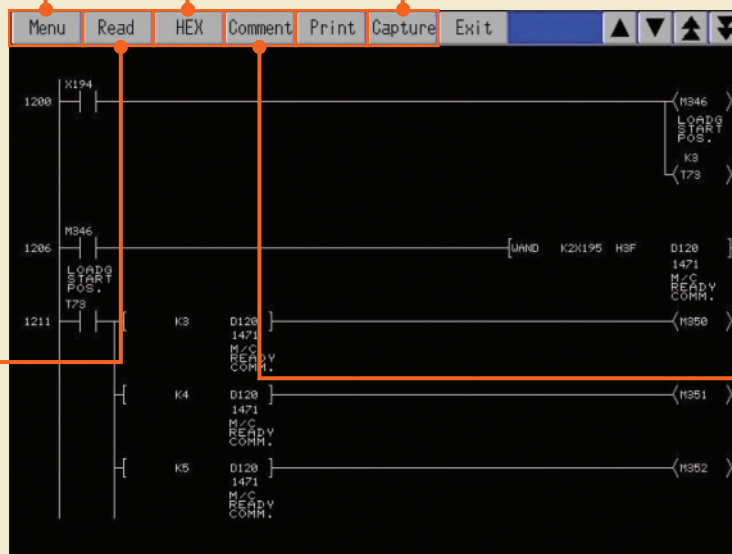 Menu Read HEX Comment Print Capture Exit
X194
1200 M346
LOADG
START
POS.
K3
T73
M346
1206 WAND K2X195 H3F D120
LOADG
START
POS.
1471
M/C
READY
COMM.
T73
1211 K3 D120 M350
1471
M/C
READY
COMM.
K4 D120 M351
1471
M/C
READY
COMM.
K5 D120 M352
1471
M/C
READY
COMM.